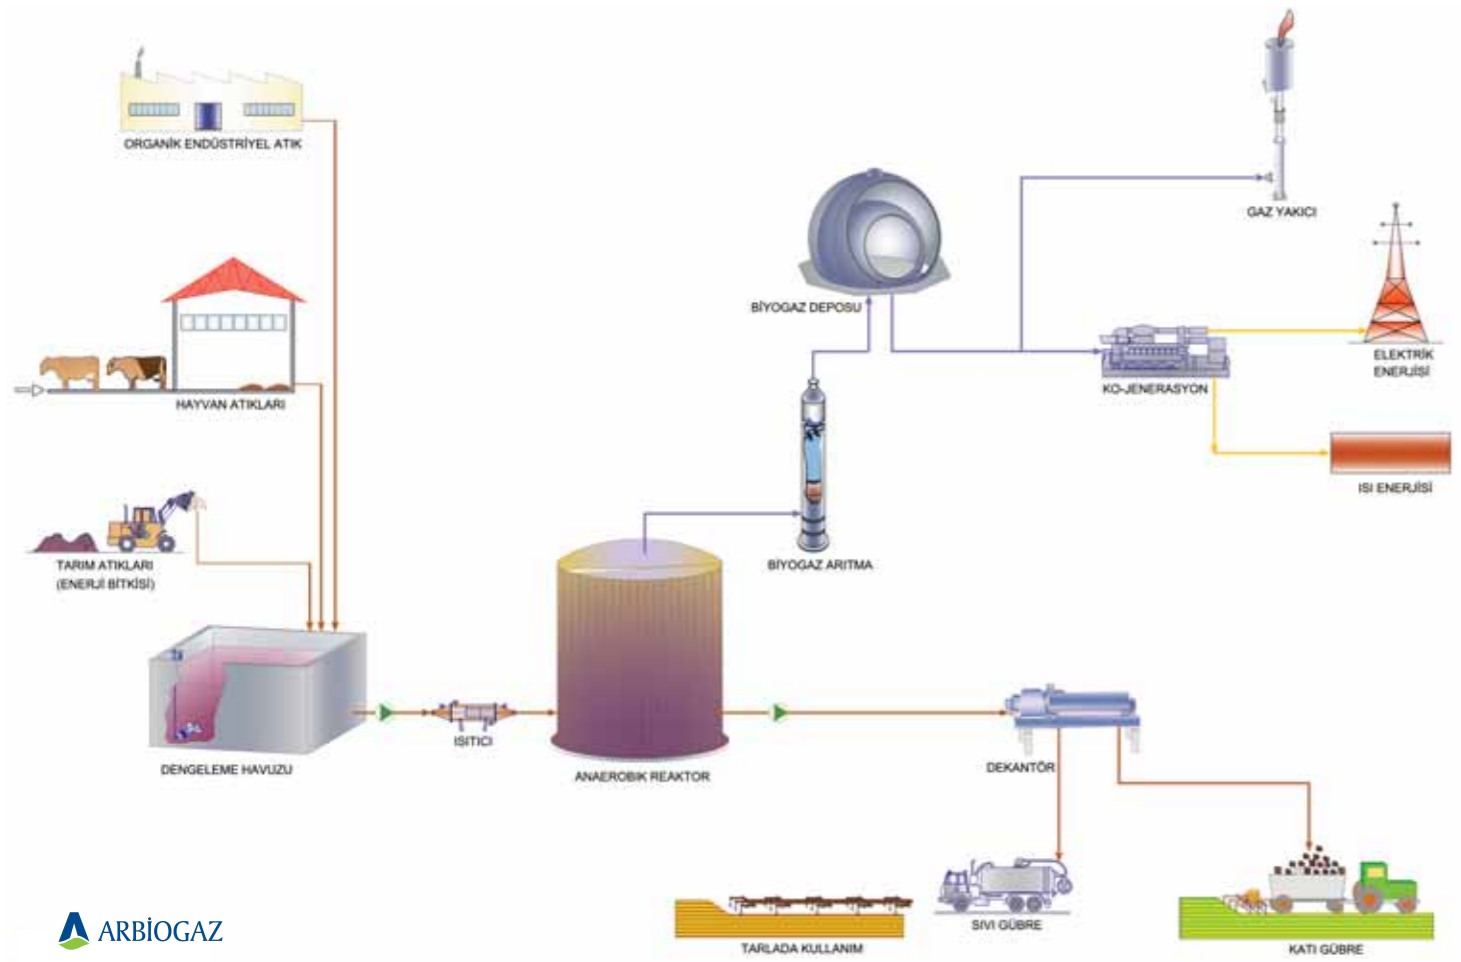 ORGANİK ENDÜSTRİYEL ATIK
GAZ YAKICI
BİYOGAZ DEPOSU
ELEKTRİK
ENERJİSİ
KO-JENERASYON
HAYVAN ATIKLARI
ISI ENERJİSİ
TARIM ATIKLARI
(ENERJİ BİTKİSİ)
BİYOGAZ ARITMA
ISITICI
DENGELEME HAVUZU
ANAEROBIK REAKTOR
DEKANTÖR
SIVI GÜBRE
TARLADA KULLANIM
KATI GÜBRE
ARBİOGAZ